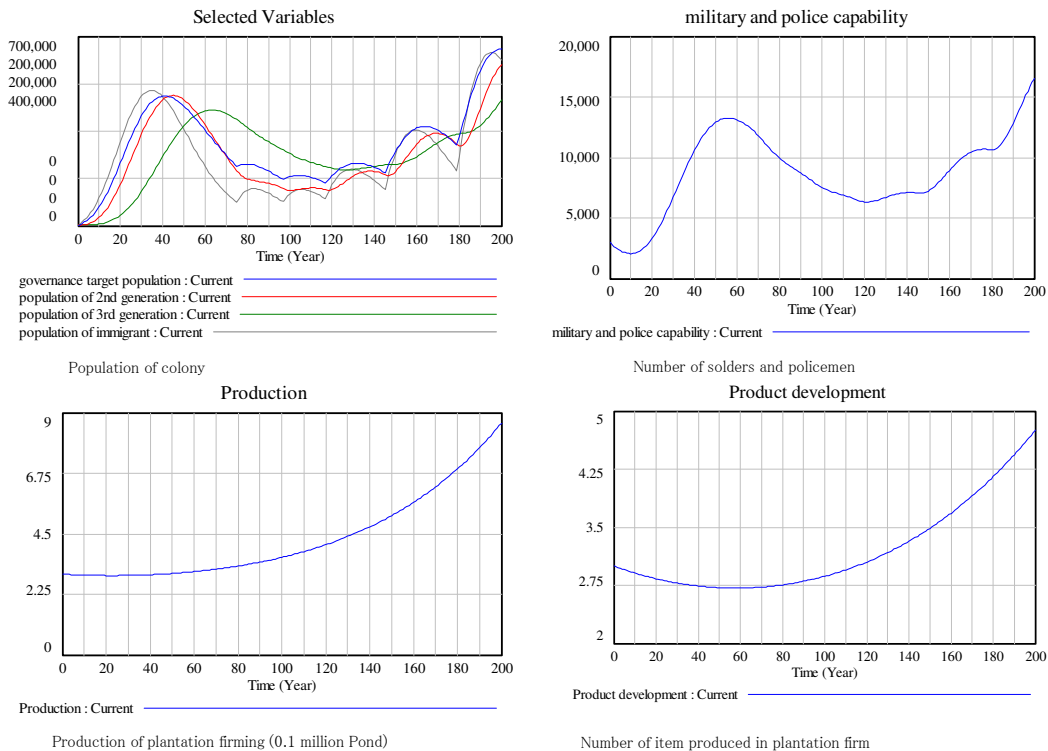 Selected Variables
700,000
200,000
200,000
400,000
0
0
0
0
0 20 40 60 80 100 120 140 160 180 200
Time (Year)
governance target population : Current
population of 2nd generation : Current
population of 3rd generation : Current
population of immigrant : Current
Population of colony
military and police capability
20,000
15,000
10,000
5,000
0
0 20 40 60 80 100 120 140 160 180 200
Time (Year)
military and police capability : Current
Number of solders and policemen
Production
9
6.75
4.5
2.25
0
0 20 40 60 80 100 120 140 160 180 200
Time (Year)
Production : Current
Production of plantation firming (0.1 million Pond)
Product development
5
4.25
3.5
2.75
2
0 20 40 60 80 100 120 140 160 180 200
Time (Year)
Product development : Current
Number of item produced in plantation firm